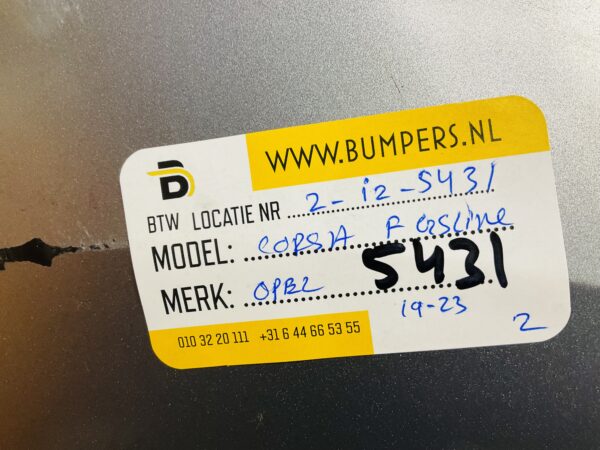 WWW.BUMPERS.NL
B
BTW LOCATIE NR 2-12-5431
MODEL: CORSA F GSLINE
MERK: OPEL 5431
19-23
010 32 20 111 +31 6 44 66 53 55
2